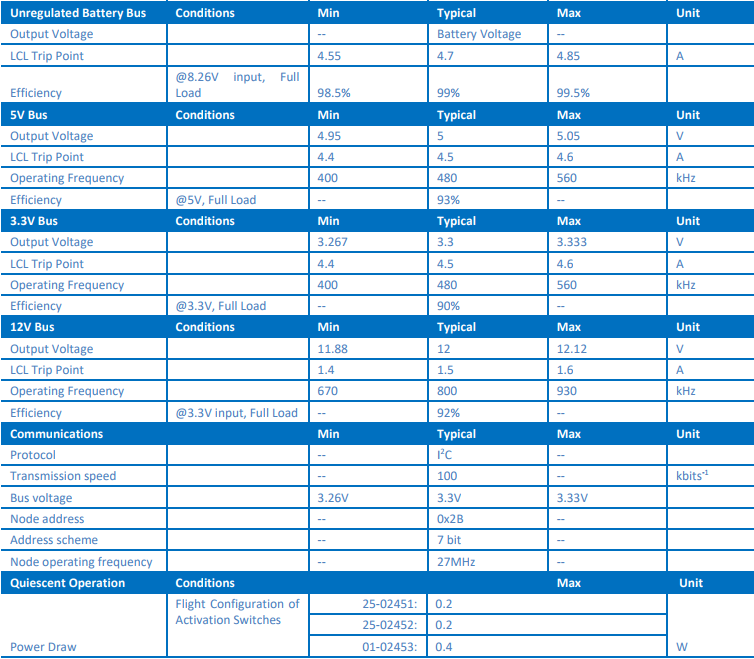 Unregulated Battery Bus Conditions Min Typical Max Unit
Output Voltage -- Battery Voltage --
LCL Trip Point 4.55 4.7 4.85 A
@8.26V input, Full
Load
Efficiency 98.5% 99% 99.5%
5V Bus Conditions Min Typical Max Unit
Output Voltage 4.95 5 5.05 V
LCL Trip Point 4.4 4.5 4.6 A
Operating Frequency 400 480 560 kHz
Efficiency @5V, Full Load -- 93% --
3.3V Bus Conditions Min Typical Max Unit
Output Voltage 3.267 3.3 3.333 V
LCL Trip Point 4.4 4.5 4.6 A
Operating Frequency 400 480 560 kHz
Efficiency @3.3V, Full Load -- 90% --
12V Bus Conditions Min Typical Max Unit
Output Voltage 11.88 12 12.12 V
LCL Trip Point 1.4 1.5 1.6 A
Operating Frequency 670 800 930 kHz
Efficiency @3.3V input, Full Load -- 92% --
Communications Min Typical Max Unit
Protocol -- I²C --
Transmission speed -- 100 -- kbits⁻¹
Bus voltage 3.26V 3.3V 3.33V
Node address -- 0x2B --
Address scheme -- 7 bit --
Node operating frequency -- 27MHz --
Quiescent Operation Conditions Max Unit
Flight Configuration of 25-02451: 0.2
Activation Switches 25-02452: 0.2
Power Draw 01-02453: 0.4 W